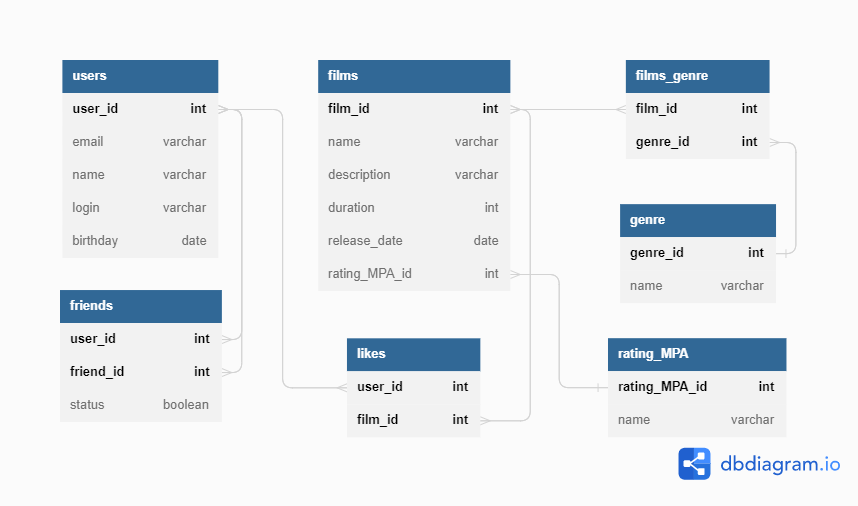 users
user_id int
email varchar
name varchar
login varchar
birthday date
friends
user_id int
friend_id int
status boolean
films
film_id int
name varchar
description varchar
duration int
release_date date
rating_MPA_id int
likes
user_id int
film_id int
films_genre
film_id int
genre_id int
genre
genre_id int
name varchar
rating_MPA
rating_MPA_id int
name varchar
dbdiagram.io